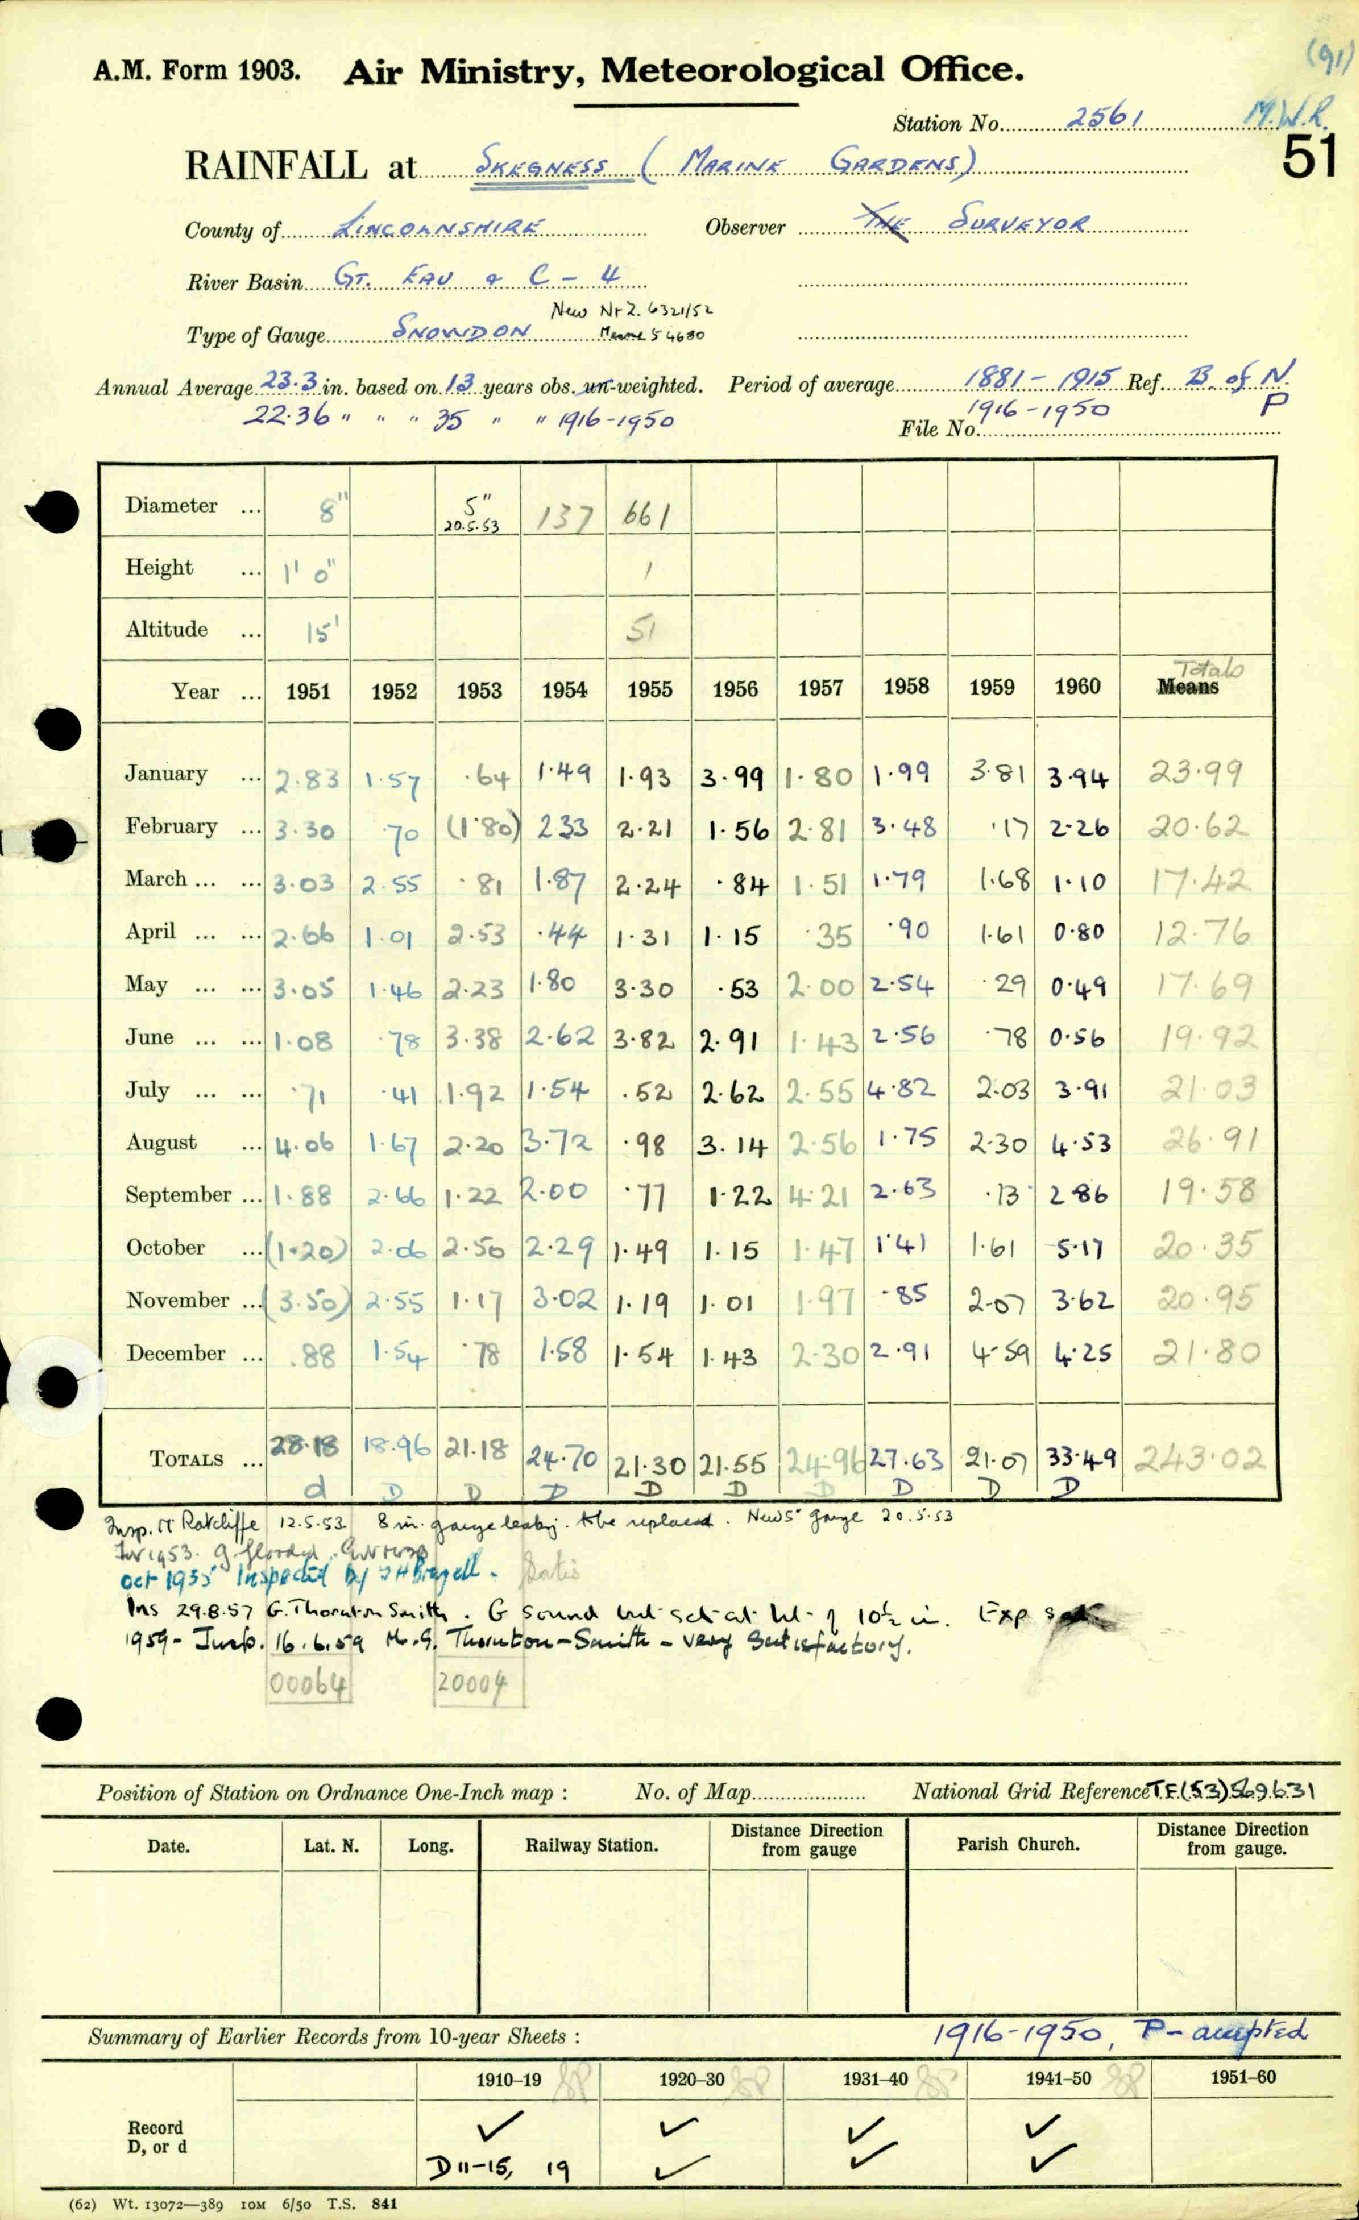 (91)
A.M. Form 1903. Air Ministry, Meteorological Office.
Station No. 2561 M.W.R.
51
RAINFALL at SKEGNESS (MARINE GARDENS)
County of LINCOLNSHIRE Observer THE SURVEYOR
River Basin GT. EAU & C - 4
New Nr 2. 6321/52
Type of Gauge SNOWDON 4680
Annual Average 23.3 in. based on 13 years obs. un-weighted. Period of average 1881-1915 Ref. B. of N.
22.36 " " " 35 " " 1916-1950 1916-1950 P
File No.
Diameter ... 8" 5" 137 661
20.5.53
Height ... 1' 0" 1
Altitude ... 15' 51
Totals
Year ... 1951 1952 1953 1954 1955 1956 1957 1958 1959 1960 Means
January ... 2.83 1.57 .64 1.49 1.93 3.99 1.80 1.99 3.81 3.94 23.99
February ... 3.30 .70 (1.80) 2.33 2.21 1.56 2.81 3.48 .17 2.26 20.62
March ... ... 3.03 2.55 .81 1.87 2.24 .84 1.51 1.79 1.68 1.10 17.42
April ... ... 2.66 1.01 2.53 .44 1.31 1.15 .35 .90 1.61 0.80 12.76
May ... ... 3.05 1.46 2.23 1.80 3.30 .53 2.00 2.54 .29 0.49 17.69
June ... ... 1.08 .78 3.38 2.62 3.82 2.91 1.43 2.56 .78 0.56 19.92
July ... ... .71 .41 1.92 1.54 .52 2.62 2.55 4.82 2.03 3.91 21.03
August ... 4.06 1.67 2.20 3.72 .98 3.14 2.56 1.75 2.30 4.53 26.91
September ... 1.88 2.66 1.22 2.00 .77 1.22 4.21 2.63 .13 2.86 19.58
October ... (1.20) 2.06 2.50 2.29 1.49 1.15 1.47 1.41 1.61 5.17 20.35
November ... (3.50) 2.55 1.17 3.02 1.19 1.01 1.97 .85 2.07 3.62 20.95
December ... .88 1.54 .78 1.58 1.54 1.43 2.30 2.91 4.59 4.25 21.80
TOTALS ... 28.18 18.96 21.18 24.70 21.30 21.55 24.96 27.63 21.07 33.49 243.02
d D D D D D D D D D
Insp. Ratcliffe 12.5.53 8 in. gauge leaking. to be replaced. New 5" gauge 20.5.53
1953. g flooded
Oct 1955 Inspected by
Ins 29.8.57 G. Thornton Smith. G sound but set at ht. of 10½ in. Exp
1959 - Insp. 16.6.59 Mr. G. Thornton-Smith - very satisfactory.
00064 20004
Position of Station on Ordnance One-Inch map : No. of Map National Grid Reference T.F.(53)569631
Date. Lat. N. Long. Railway Station. Distance Direction from gauge Parish Church. Distance Direction from gauge.
Summary of Earlier Records from 10-year Sheets : 1916-1950, P - accepted
1910–19 1920–30 1931–40 1941–50 1951–60
Record ✓ ✓ ✓ ✓
D, or d D 11-15, 19 ✓ ✓ ✓
(62) Wt. 13072—389 10M 6/50 T.S. 841